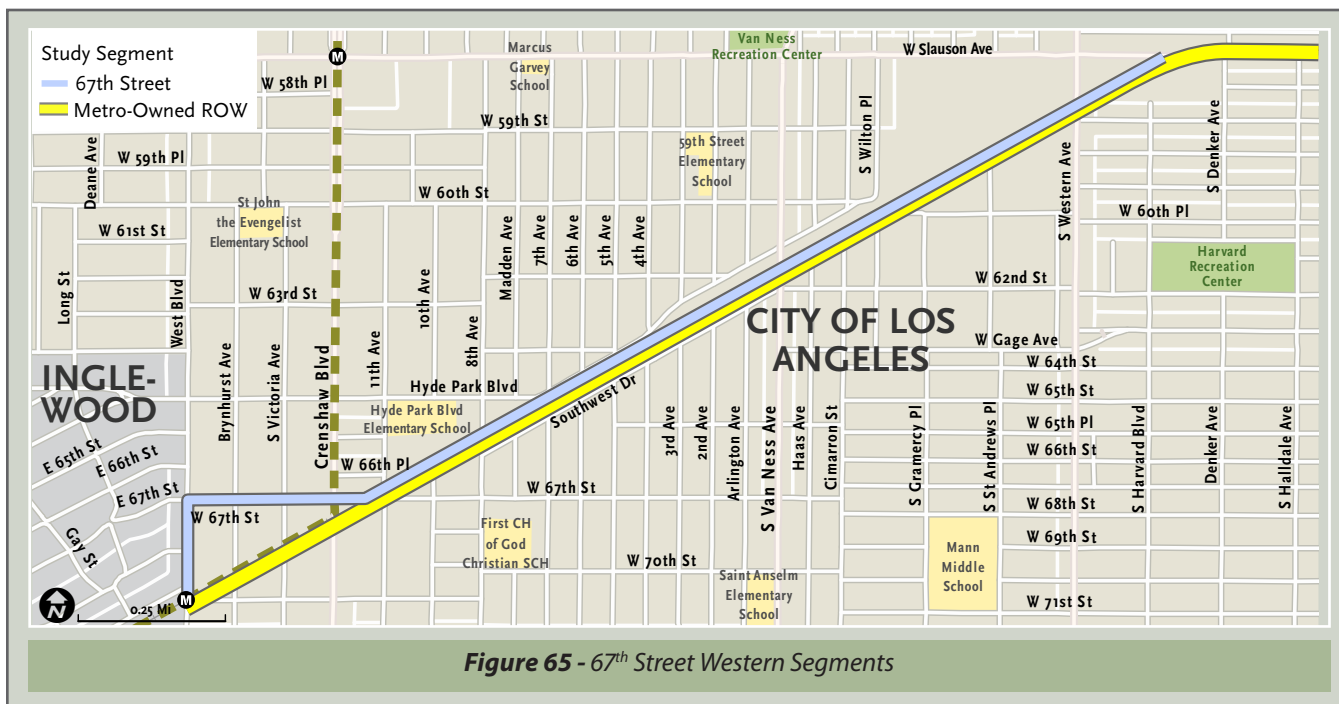 Study Segment
67th Street
Metro-Owned ROW
M
Van Ness
Recreation Center
W Slauson Ave
Marcus
Garvey
School
W 58th Pl
W 59th St
59th Street
Elementary
School
S Wilton Pl
S Western Ave
S Denker Ave
Deane Ave
W 59th Pl
W 60th St
St John
the Evengelist
Elementary School
W 61st St
W 60th Pl
Harvard
Recreation
Center
Long St
West Blvd
W 63rd St
10th Ave
Madden Ave
7th Ave
6th Ave
5th Ave
4th Ave
W 62nd St
CITY OF LOS
ANGELES
W Gage Ave
W 64th St
W 65th St
W 65th Pl
W 66th St
INGLE-
WOOD
Brynhurst Ave
S Victoria Ave
Crenshaw Blvd
11th Ave
8th Ave
Hyde Park Blvd
Hyde Park Blvd
Elementary School
Southwest Dr
3rd Ave
2nd Ave
Arlington Ave
S Van Ness Ave
Haas Ave
Cimarron St
S Gramercy Pl
S St Andrews Pl
S Harvard Blvd
Denker Ave
S Halldale Ave
E 65th St
E 66th St
E 67th St
Gay St
W 66th Pl
W 67th St
W 67th St
W 68th St
W 69th St
First CH
of God
Christian SCH
W 70th St
Saint Anselm
Elementary
School
Mann
Middle
School
W 71st St
N
0.25 Mi
M
Figure 65 - 67th Street Western Segments